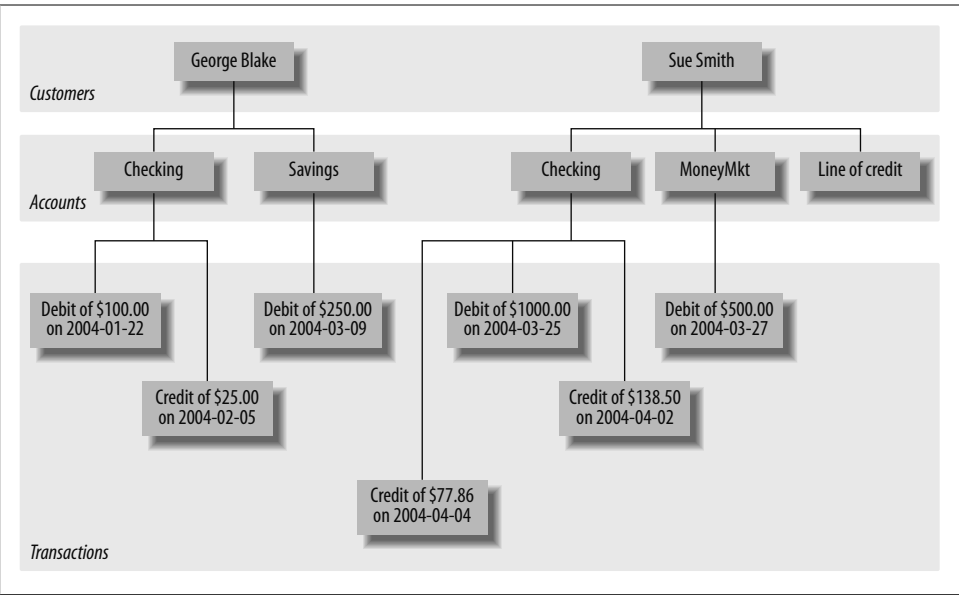 George Blake
Sue Smith
Customers
Checking
Savings
Checking
MoneyMkt
Line of credit
Accounts
Debit of $100.00
on 2004-01-22
Debit of $250.00
on 2004-03-09
Debit of $1000.00
on 2004-03-25
Debit of $500.00
on 2004-03-27
Credit of $25.00
on 2004-02-05
Credit of $138.50
on 2004-04-02
Credit of $77.86
on 2004-04-04
Transactions